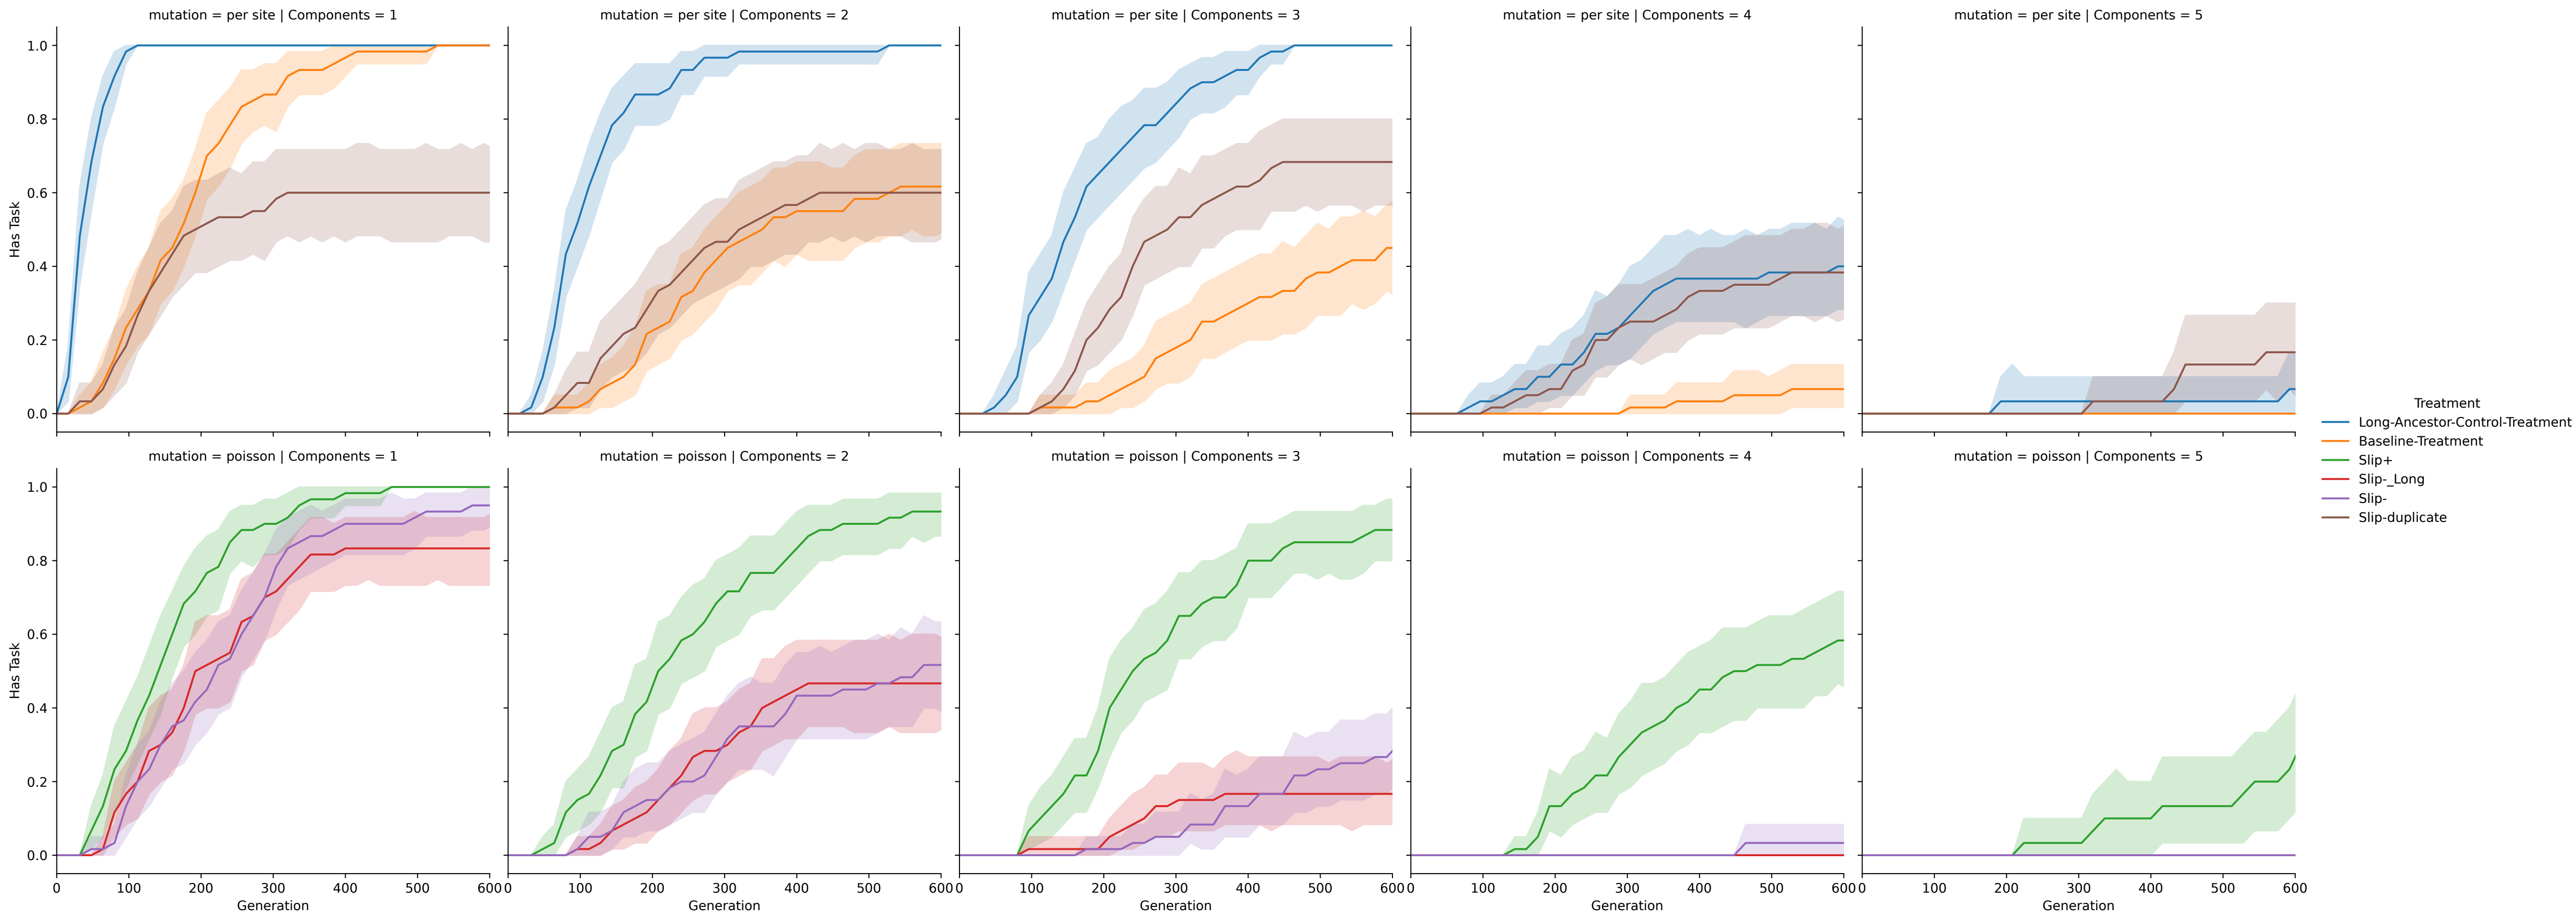 mutation = per site | Components = 1
mutation = per site | Components = 2
mutation = per site | Components = 3
mutation = per site | Components = 4
mutation = per site | Components = 5
1.0
0.8
0.6
0.4
0.2
0.0
Has Task
mutation = poisson | Components = 1
mutation = poisson | Components = 2
mutation = poisson | Components = 3
mutation = poisson | Components = 4
mutation = poisson | Components = 5
1.0
0.8
0.6
0.4
0.2
0.0
Has Task
0 100 200 300 400 500 600
0 100 200 300 400 500 600
0 100 200 300 400 500 600
0 100 200 300 400 500 600
0 100 200 300 400 500 600
Generation
Generation
Generation
Generation
Generation
Treatment
Long-Ancestor-Control-Treatment
Baseline-Treatment
Slip+
Slip-_Long
Slip-
Slip-duplicate